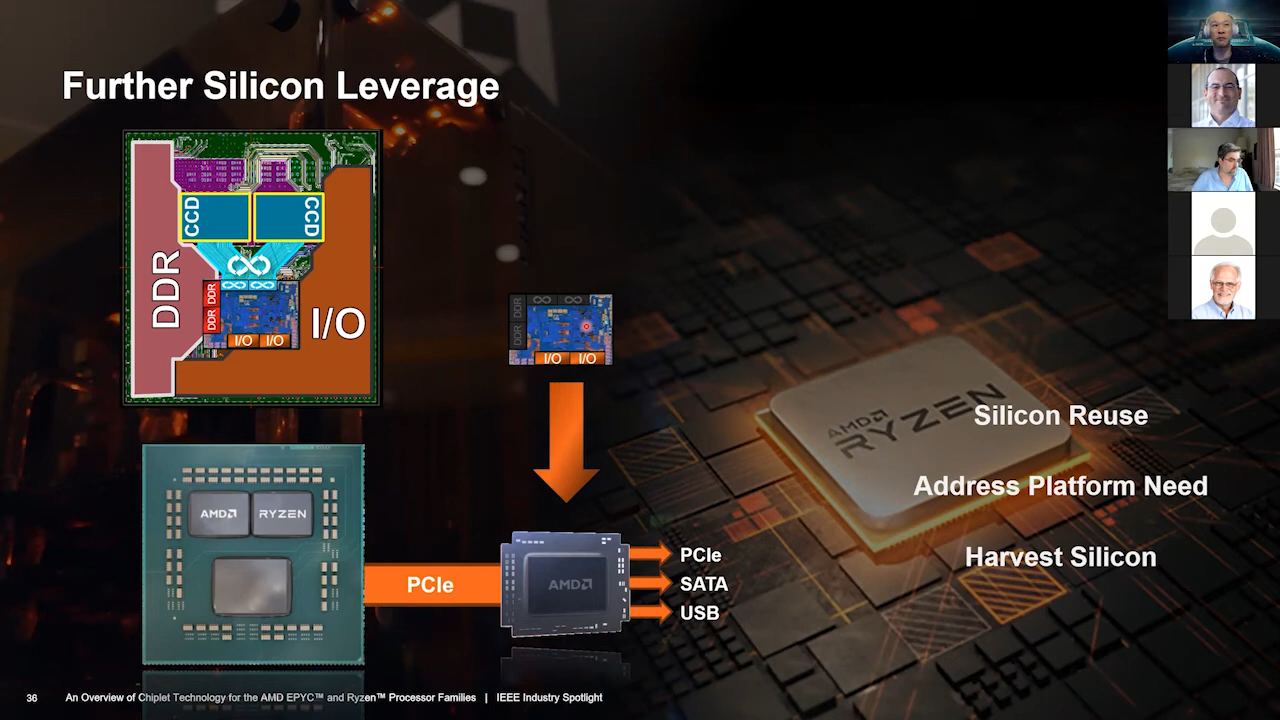 Further Silicon Leverage
CCD
CCD
DDR
DDR
DDR
I/O
I/O
I/O
DDR
DDR
I/O
I/O
AMD
RYZEN
PCIe
AMD
PCIe
SATA
USB
AMD
RYZEN
Silicon Reuse
Address Platform Need
Harvest Silicon
36
An Overview of Chiplet Technology for the AMD EPYC™ and Ryzen™ Processor Families | IEEE Industry Spotlight